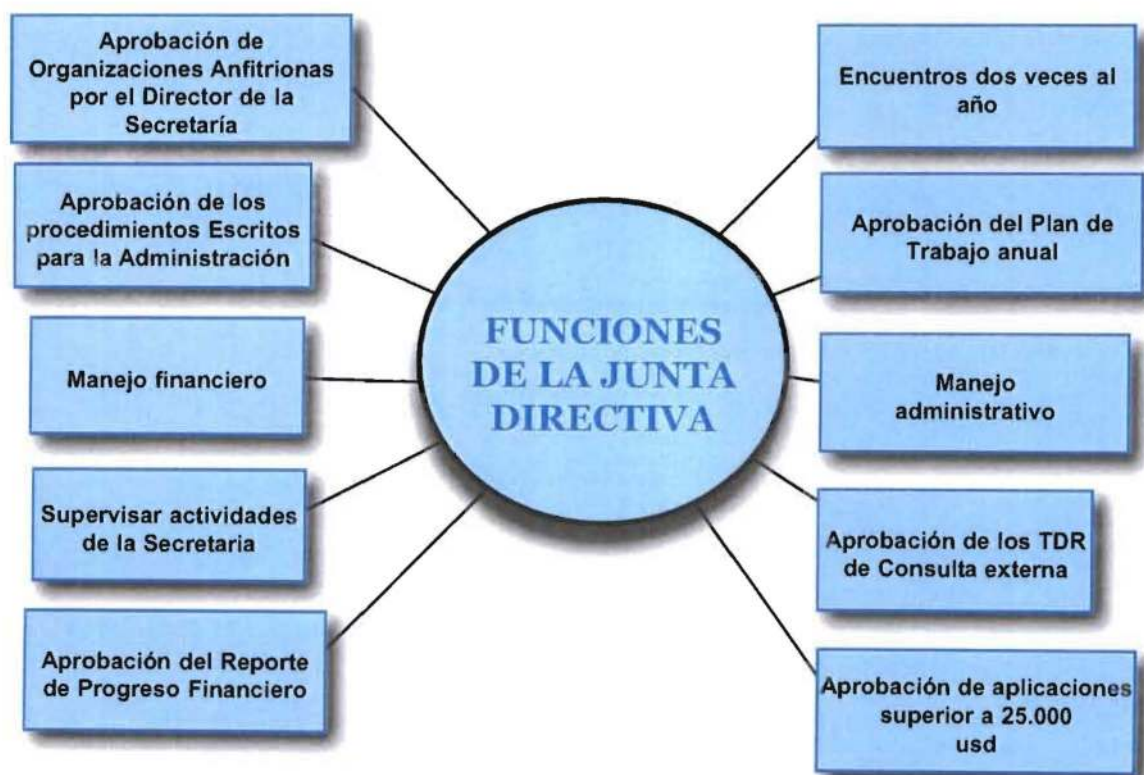 Aprobación de
Organizaciones Anfitrionas
por el Director de la
Secretaría
Aprobación de los
procedimientos Escritos
para la Administración
Manejo financiero
Supervisar actividades
de la Secretaria
Aprobación del Reporte
de Progreso Financiero
FUNCIONES
DE LA JUNTA
DIRECTIVA
Encuentros dos veces al
año
Aprobación del Plan de
Trabajo anual
Manejo
administrativo
Aprobación de los TDR
de Consulta externa
Aprobación de aplicaciones
superior a 25.000
usd